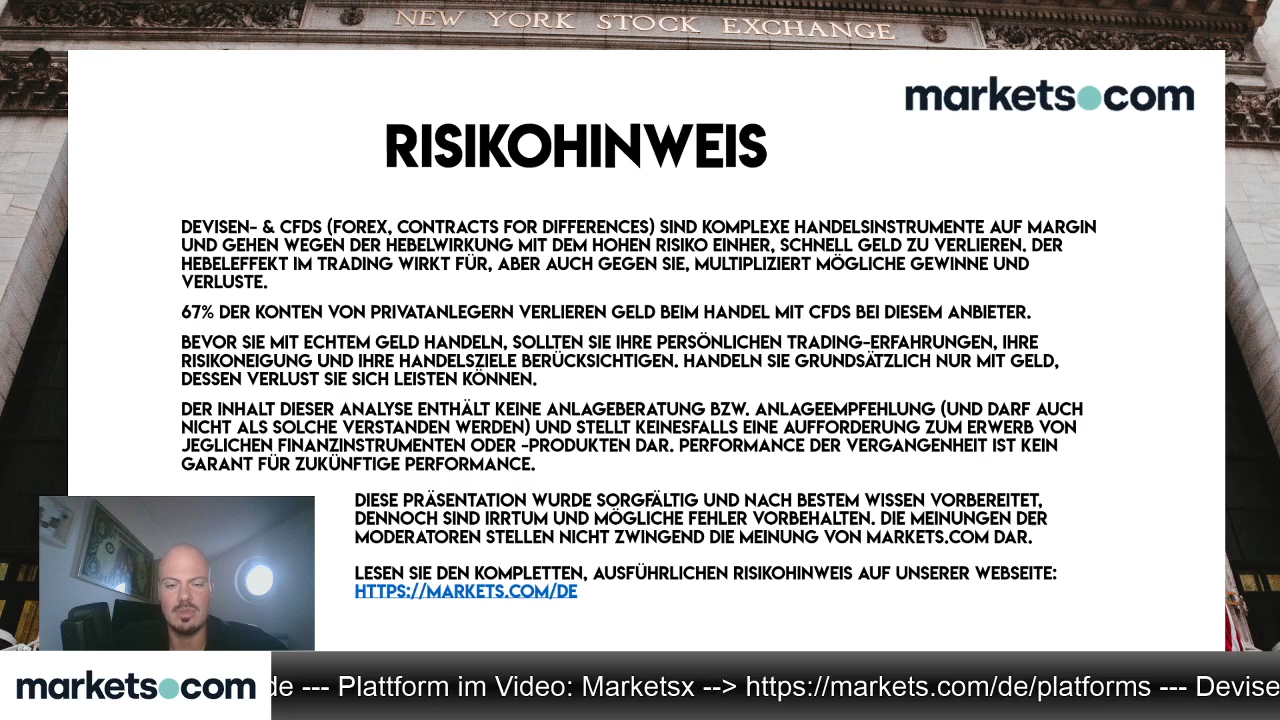 NEW YORK STOCK EXCHANGE
markets.com
RISIKOHINWEIS
DEVISEN- & CFDS (FOREX, CONTRACTS FOR DIFFERENCES) SIND KOMPLEXE HANDELSINSTRUMENTE AUF MARGIN
UND GEHEN WEGEN DER HEBELWIRKUNG MIT DEM HOHEN RISIKO EINHER, SCHNELL GELD ZU VERLIEREN. DER
HEBELEFFEKT IM TRADING WIRKT FÜR, ABER AUCH GEGEN SIE, MULTIPLIZIERT MÖGLICHE GEWINNE UND
VERLUSTE.
67% DER KONTEN VON PRIVATANLEGERN VERLIEREN GELD BEIM HANDEL MIT CFDS BEI DIESEM ANBIETER.
BEVOR SIE MIT ECHTEM GELD HANDELN, SOLLTEN SIE IHRE PERSÖNLICHEN TRADING-ERFAHRUNGEN, IHRE
RISIKONEIGUNG UND IHRE HANDELSZIELE BERÜCKSICHTIGEN. HANDELN SIE GRUNDSÄTZLICH NUR MIT GELD,
DESSEN VERLUST SIE SICH LEISTEN KÖNNEN.
DER INHALT DIESER ANALYSE ENTHÄLT KEINE ANLAGEBERATUNG BZW. ANLAGEEMPFEHLUNG (UND DARF AUCH
NICHT ALS SOLCHE VERSTANDEN WERDEN) UND STELLT KEINESFALLS EINE AUFFORDERUNG ZUM ERWERB VON
JEGLICHEN FINANZINSTRUMENTEN ODER -PRODUKTEN DAR. PERFORMANCE DER VERGANGENHEIT IST KEIN
GARANT FÜR ZUKÜNFTIGE PERFORMANCE.
DIESE PRÄSENTATION WURDE SORGFÄLTIG UND NACH BESTEM WISSEN VORBEREITET,
DENNOCH SIND IRRTUM UND MÖGLICHE FEHLER VORBEHALTEN. DIE MEINUNGEN DER
MODERATOREN STELLEN NICHT ZWINGEND DIE MEINUNG VON MARKETS.COM DAR.
LESEN SIE DEN KOMPLETTEN, AUSFÜHRLICHEN RISIKOHINWEIS AUF UNSERER WEBSEITE:
HTTPS://MARKETS.COM/DE
markets.com
de --- Plattform im Video: Marketsx --> https://markets.com/de/platforms --- Devise